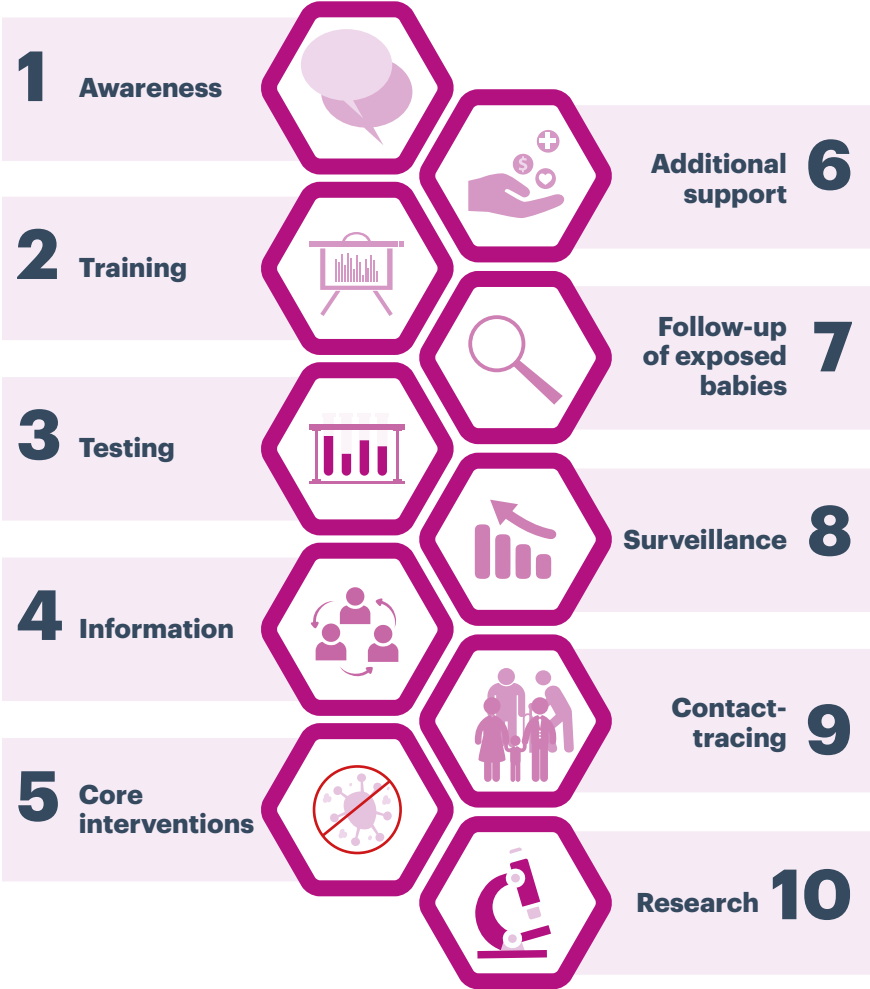 1 Awareness
2 Training
3 Testing
4 Information
5 Core
interventions
Additional
support 6
$
Follow-up
of exposed
babies 7
Surveillance 8
Contact-
tracing 9
Research 10